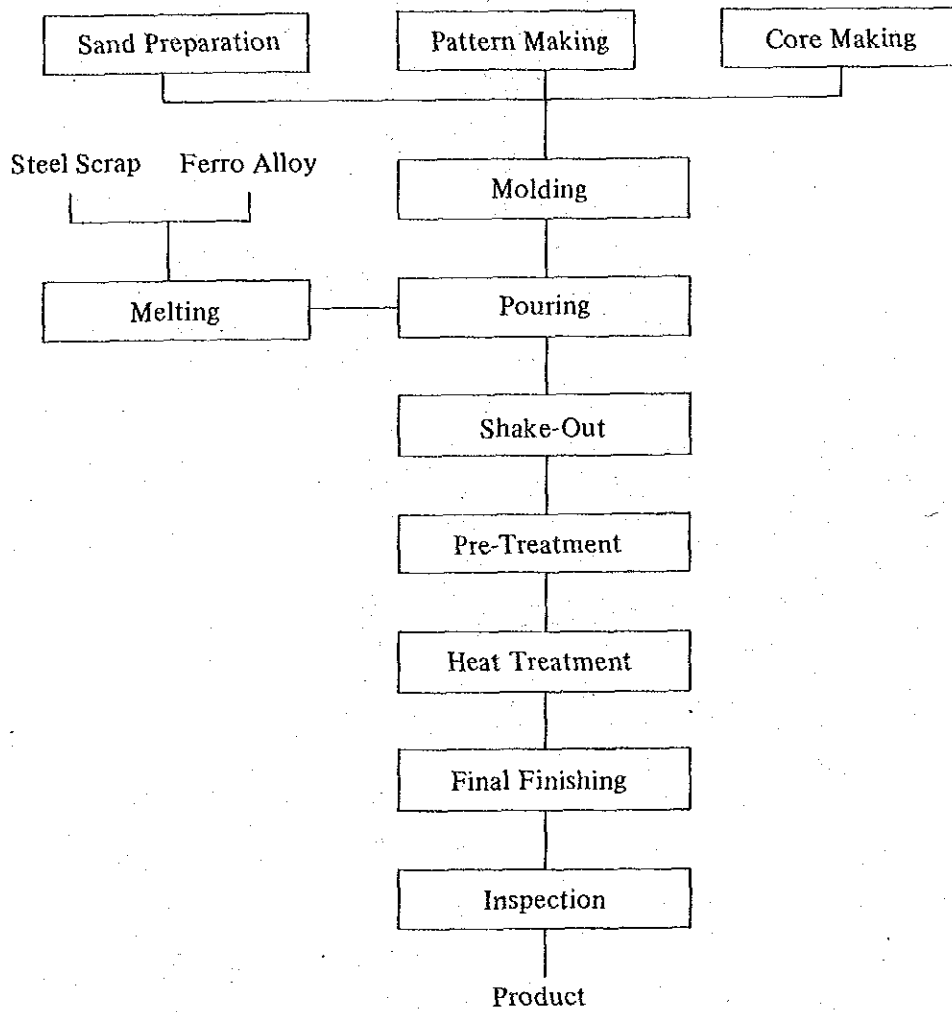 Sand Preparation
Pattern Making
Core Making
Steel Scrap
Ferro Alloy
Molding
Melting
Pouring
Shake-Out
Pre-Treatment
Heat Treatment
Final Finishing
Inspection
Product